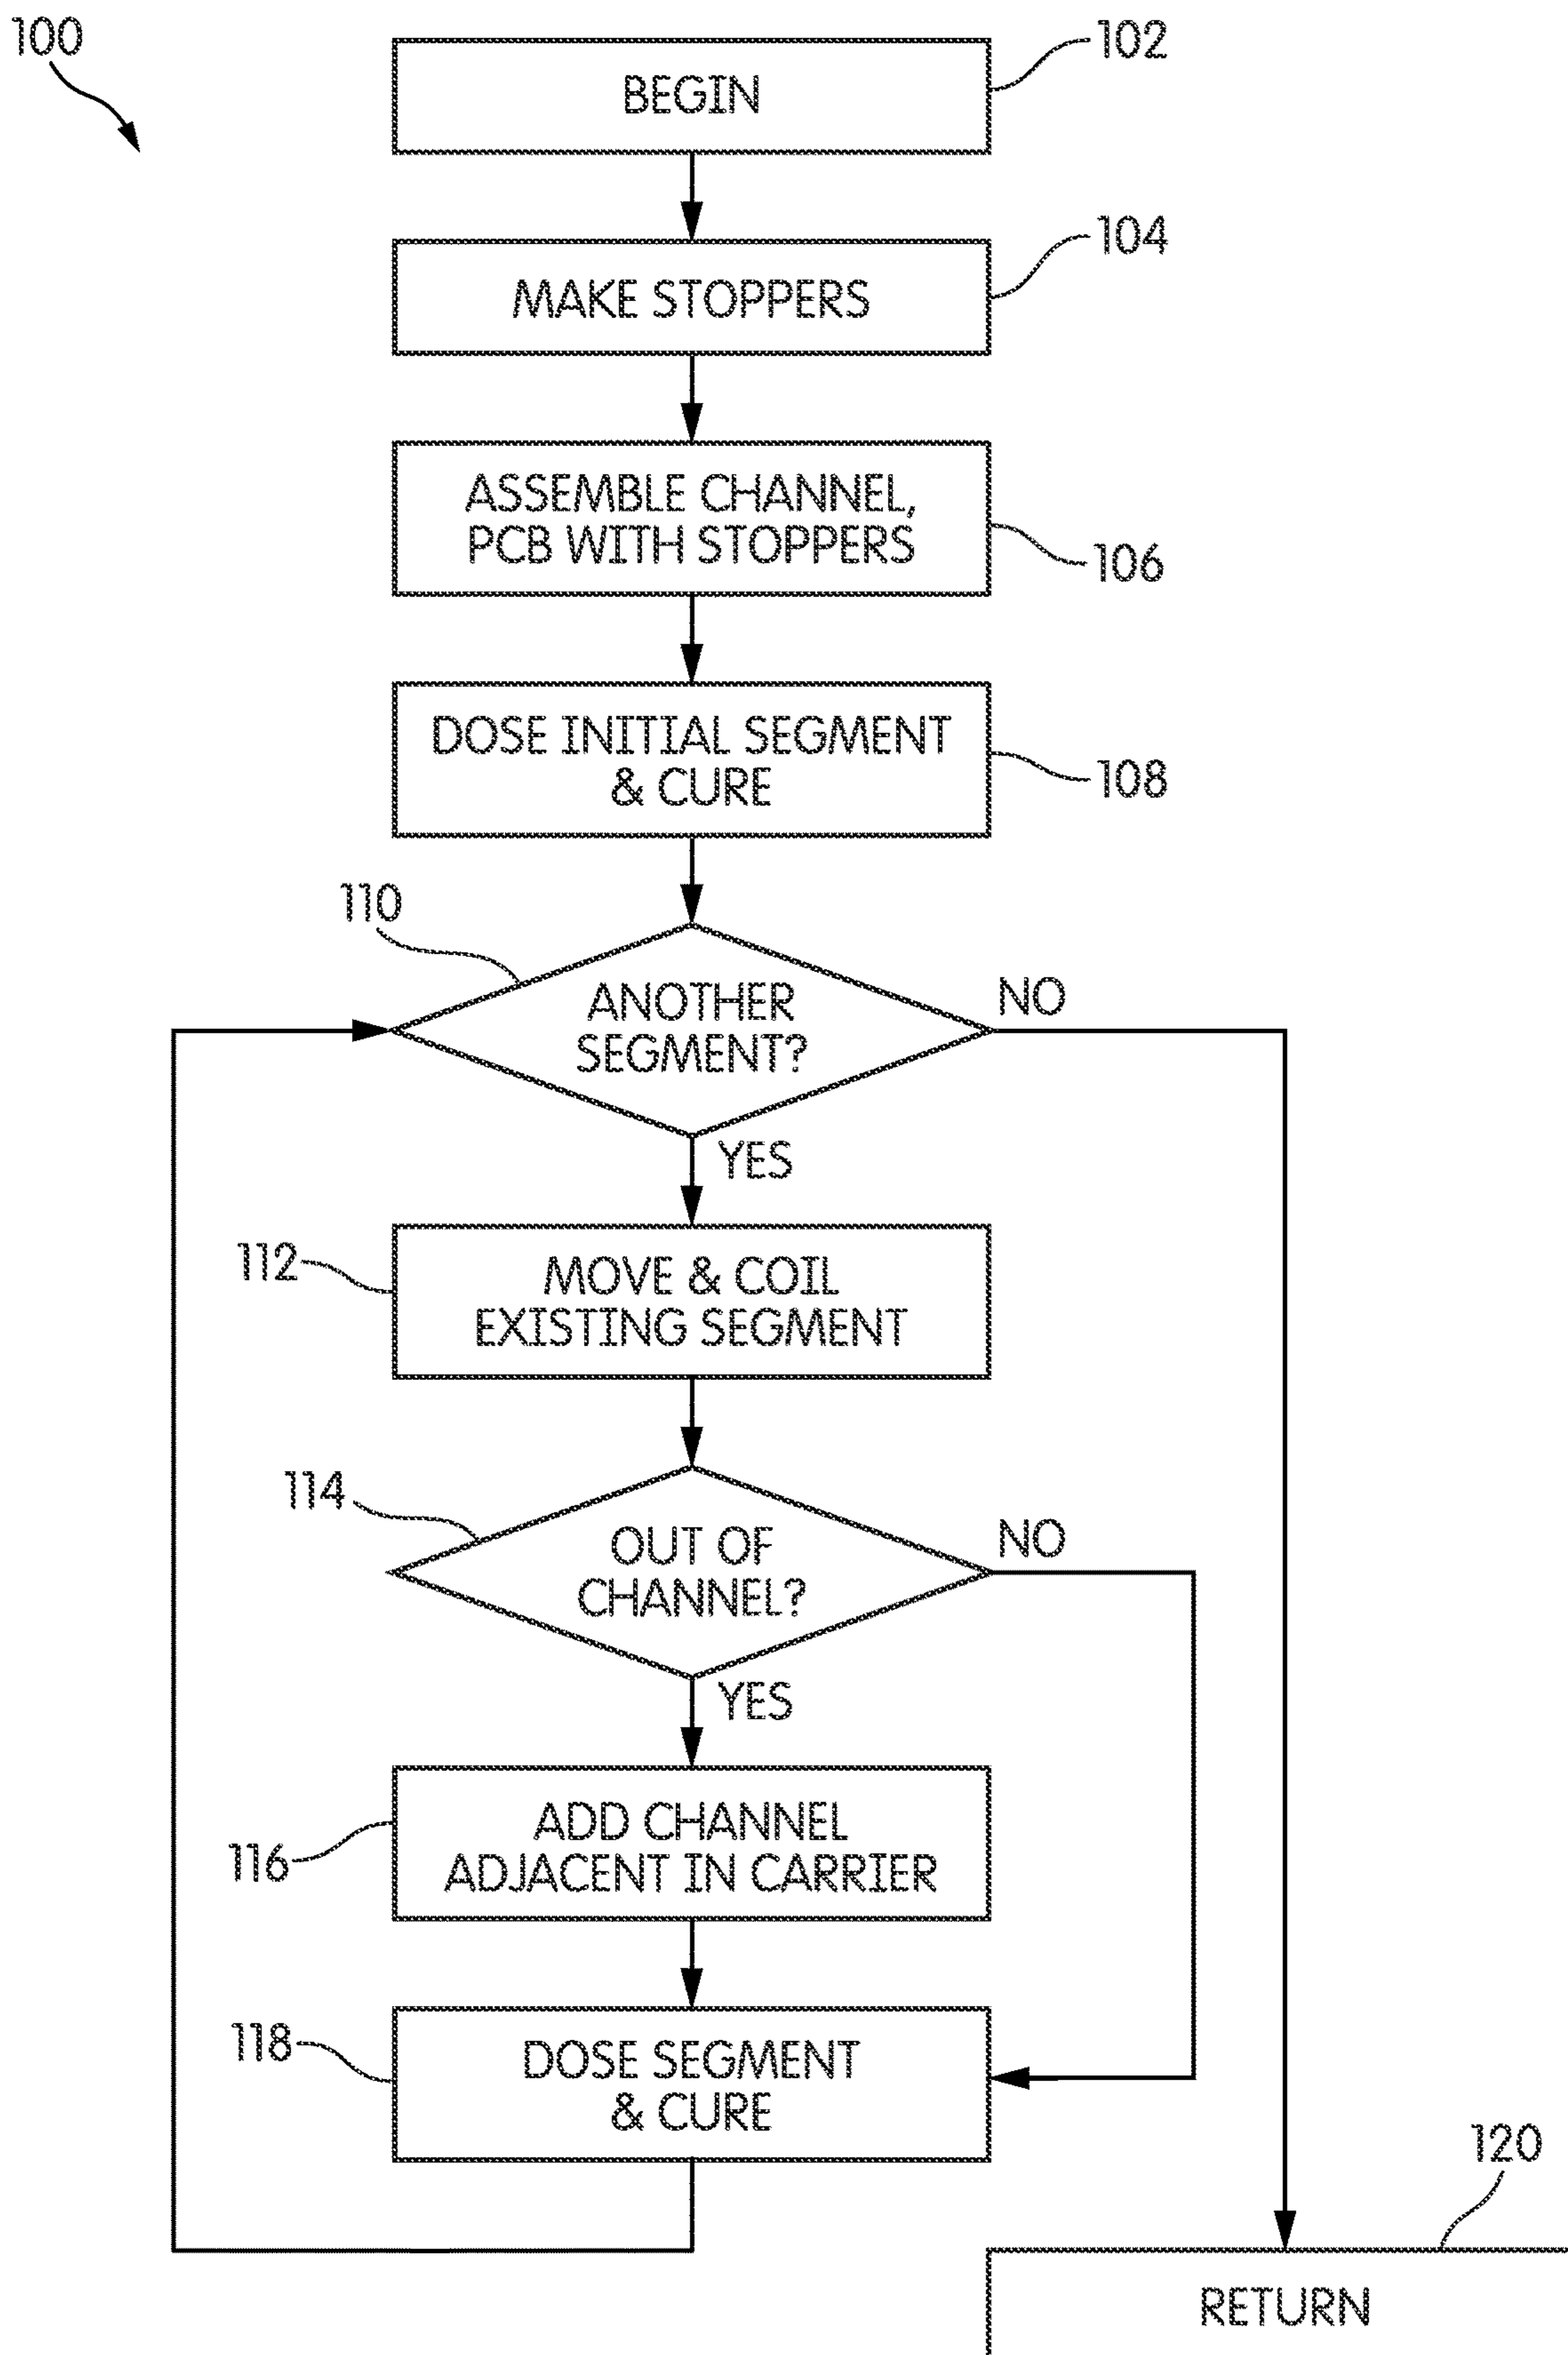 100
102
BEGIN
104
MAKE STOPPERS
ASSEMBLE CHANNEL,
PCB WITH STOPPERS
106
DOSE INITIAL SEGMENT
& CURE
108
110
ANOTHER
SEGMENT?
NO
YES
112
MOVE & COIL
EXISTING SEGMENT
114
OUT OF
CHANNEL?
NO
YES
116
ADD CHANNEL
ADJACENT IN CARRIER
118
DOSE SEGMENT
& CURE
120
RETURN